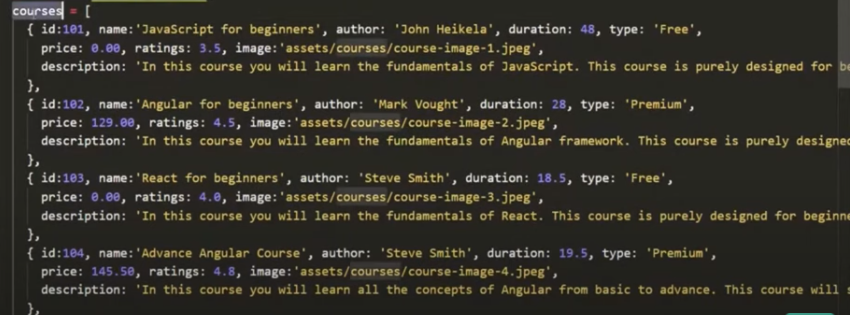 courses = [
{ id:101, name:'JavaScript for beginners', author: 'John Heikela', duration: 48, type: 'Free',
price: 0.00, ratings: 3.5, image:'assets/courses/course-image-1.jpeg',
description: 'In this course you will learn the fundamentals of JavaScript. This course is purely designed for
},
{ id:102, name:'Angular for beginners', author: 'Mark Vought', duration: 28, type: 'Premium',
price: 129.00, ratings: 4.5, image:'assets/courses/course-image-2.jpeg',
description: 'In this course you will learn the fundamentals of Angular framework. This course is purely designed
},
{ id:103, name:'React for beginners', author: 'Steve Smith', duration: 18.5, type: 'Free',
price: 0.00, ratings: 4.0, image:'assets/courses/course-image-3.jpeg',
description: 'In this course you will learn the fundamentals of React. This course is purely designed for beginne
},
{ id:104, name:'Advance Angular Course', author: 'Steve Smith', duration: 19.5, type: 'Premium',
price: 145.50, ratings: 4.8, image:'assets/courses/course-image-4.jpeg',
description: 'In this course you will learn all the concepts of Angular from basic to advance. This course will
},